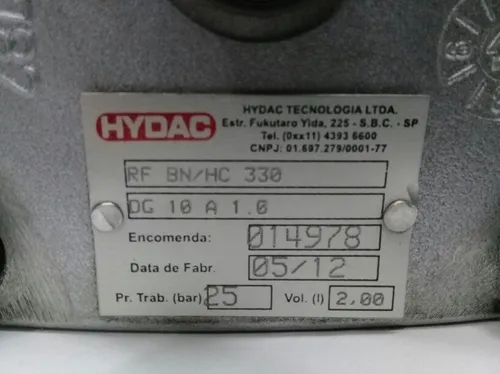 HYDAC
HYDAC TECNOLOGIA LTDA.
Estr. Fukutaro Yida, 225 - S.B.C. - SP
Tel. (0xx11) 4393 6600
CNPJ: 01.697.279/0001-77
RF BN/HC 330
DG 10 A 1.0
Encomenda: 014978
Data de Fabr. 05/12
Pr. Trab. (bar) 25 Vol. (l) 2,00